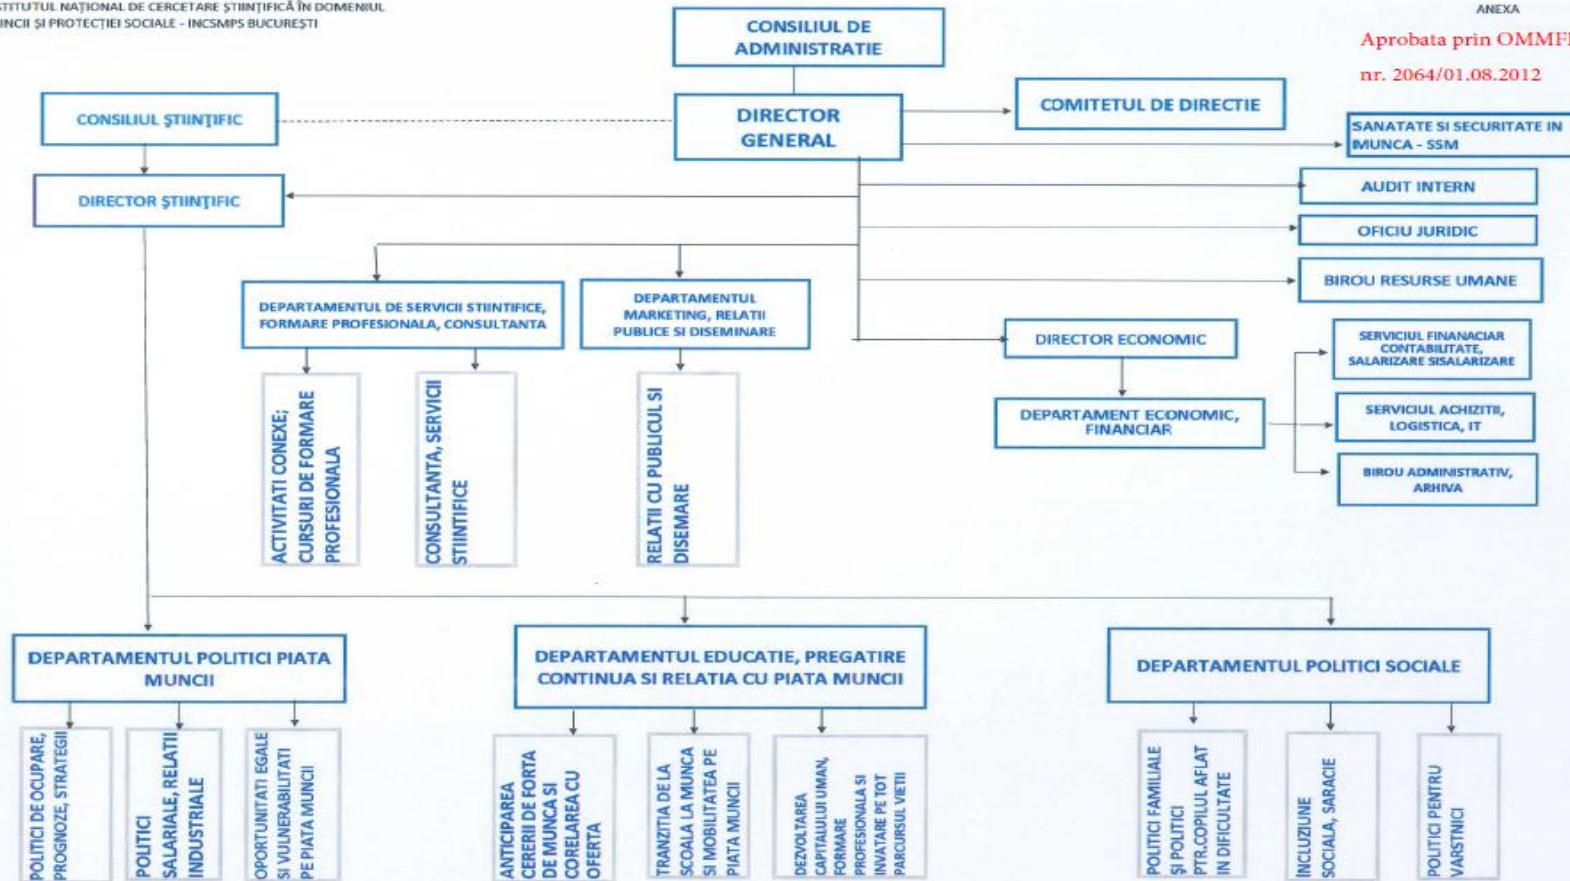 STITUTUL NAȚIONAL DE CERCETARE ȘTIINȚIFICĂ ÎN DOMENIUL
UNCII ȘI PROTECȚIEI SOCIALE - INCSMPS BUCUREȘTI
ANEXA
Aprobata prin OMMF
nr. 2064/01.08.2012
CONSILIUL DE
ADMINISTRATIE
CONSILIUL ŞTIINŢIFIC
DIRECTOR
GENERAL
COMITETUL DE DIRECTIE
SANATATE SI SECURITATE IN
MUNCA - SSM
DIRECTOR ŞTIINŢIFIC
AUDIT INTERN
OFICIU JURIDIC
BIROU RESURSE UMANE
DEPARTAMENTUL DE SERVICII STIINTIFICE,
FORMARE PROFESIONALA, CONSULTANTA
DEPARTAMENTUL
MARKETING, RELATII
PUBLICE SI DISEMINARE
DIRECTOR ECONOMIC
SERVICIUL FINANACIAR
CONTABILITATE,
SALARIZARE SISALARIZARE
DEPARTAMENT ECONOMIC,
FINANCIAR
SERVICIUL ACHIZITII,
LOGISTICA, IT
BIROU ADMINISTRATIV,
ARHIVA
ACTIVITATI CONEXE;
CURSURI DE FORMARE
PROFESIONALA
CONSULTANTA, SERVICII
STIINTIFICE
RELATII CU PUBLICUL SI
DISEMARE
DEPARTAMENTUL POLITICI PIATA
MUNCII
DEPARTAMENTUL EDUCATIE, PREGATIRE
CONTINUA SI RELATIA CU PIATA MUNCII
DEPARTAMENTUL POLITICI SOCIALE
POLITICI DE OCUPARE,
PROGNOZE, STRATEGII
POLITICI
SALARIALE, RELATII
INDUSTRIALE
OPORTUNITATI EGALE
SI VULNERABILITATI
PE PIATA MUNCII
ANTICIPAREA
CERERII DE FORTA
DE MUNCA SI
CORELAREA CU
OFERTA
TRANZITIA DE LA
SCOALA LA MUNCA
SI MOBILITATEA PE
PIATA MUNCII
DEZVOLTAREA
CAPITALULUI UMAN,
FORMARE
PROFESIONALA SI
INVATARE PE TOT
PARCURSUL VIETII
POLITICI FAMILIALE
ŞI POLITICI
PTR.COPILUL AFLAT
IN DIFICULTATE
INCLUZIUNE
SOCIALA, SARACIE
POLITICI PENTRU
VARSTNICI